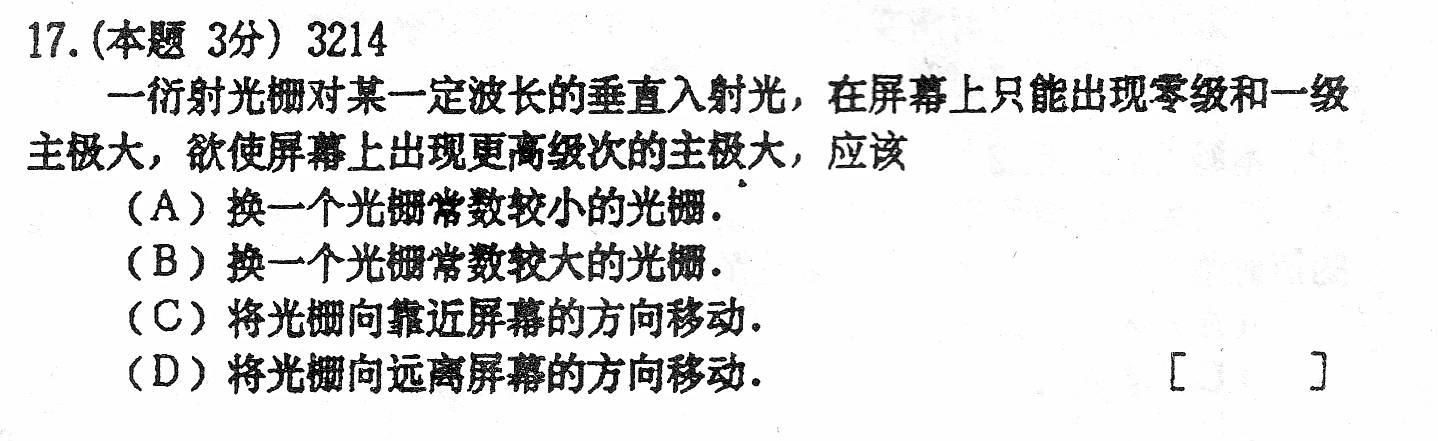 17.(本题 3分) 3214
一衍射光栅对某一定波长的垂直入射光，在屏幕上只能出现零级和一级
主极大，欲使屏幕上出现更高级次的主极大，应该
(A) 换一个光栅常数较小的光栅．
(B) 换一个光栅常数较大的光栅．
(C) 将光栅向靠近屏幕的方向移动．
(D) 将光栅向远离屏幕的方向移动． [ ]